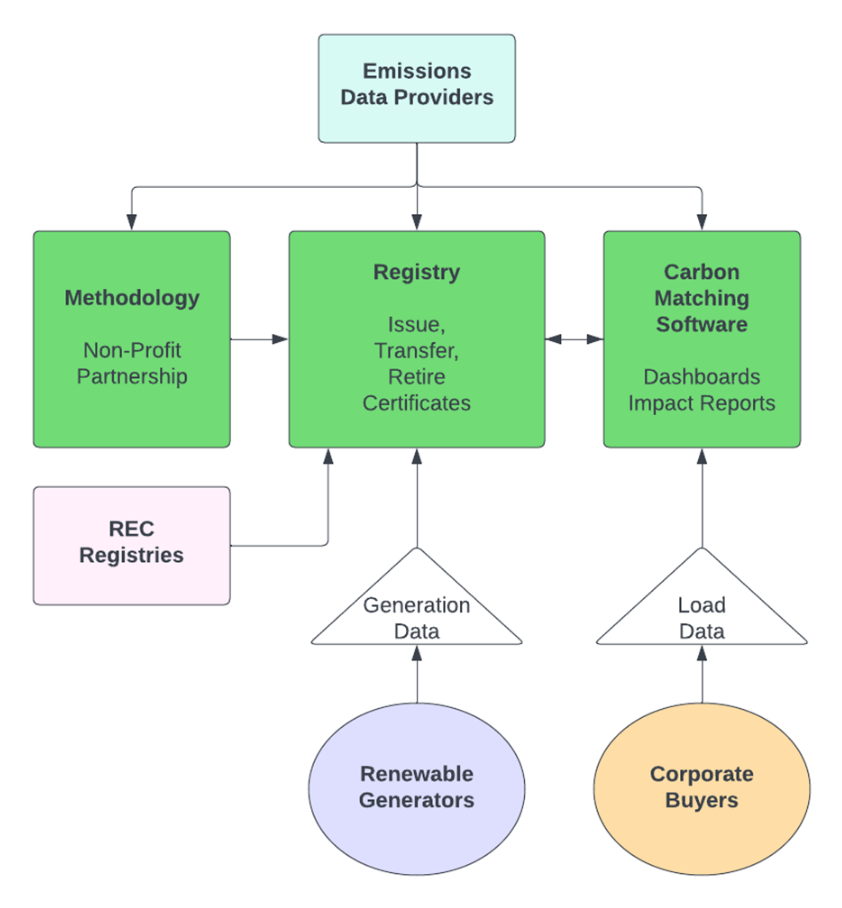 Emissions
Data Providers
Methodology
Non-Profit
Partnership
Registry
Issue,
Transfer,
Retire
Certificates
Carbon
Matching
Software
Dashboards
Impact Reports
REC
Registries
Generation
Data
Load
Data
Renewable
Generators
Corporate
Buyers